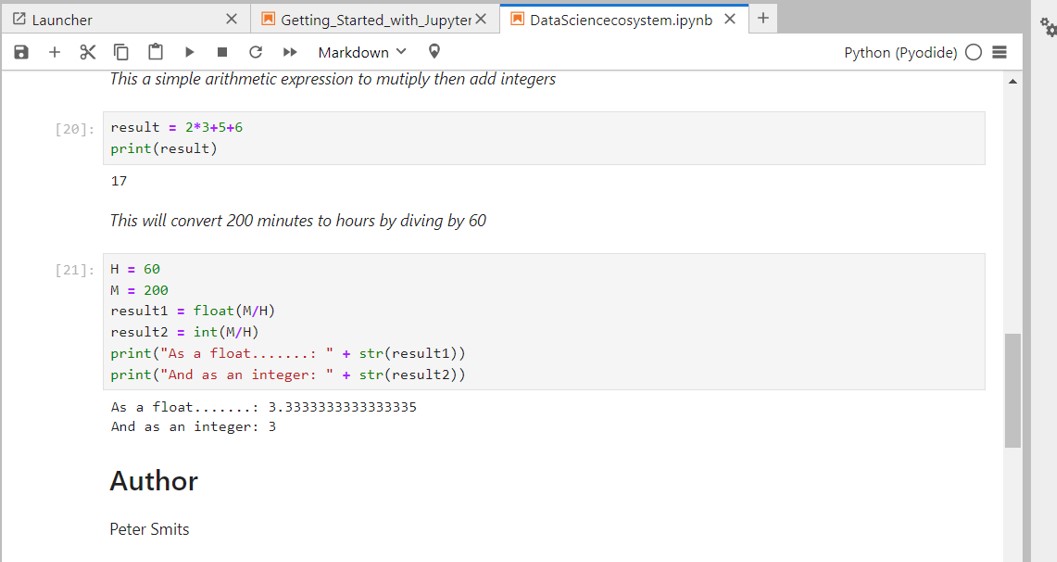 Launcher
Getting_Started_with_Jupyter
DataSciencecosystem.ipynb
Markdown
Python (Pyodide)
This a simple arithmetic expression to mutiply then add integers
[20]:
result = 2*3+5+6
print(result)
17
This will convert 200 minutes to hours by diving by 60
[21]:
H = 60
M = 200
result1 = float(M/H)
result2 = int(M/H)
print("As a float.......: " + str(result1))
print("And as an integer: " + str(result2))
As a float.......: 3.3333333333333335
And as an integer: 3
Author
Peter Smits